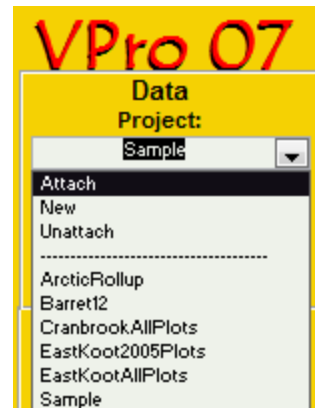 VPro 07
Data
Project:
Sample
Attach
New
Unattach
------------------------------------
ArcticRollup
Barret12
CranbrookAllPlots
EastKoot2005Plots
EastKootAllPlots
Sample